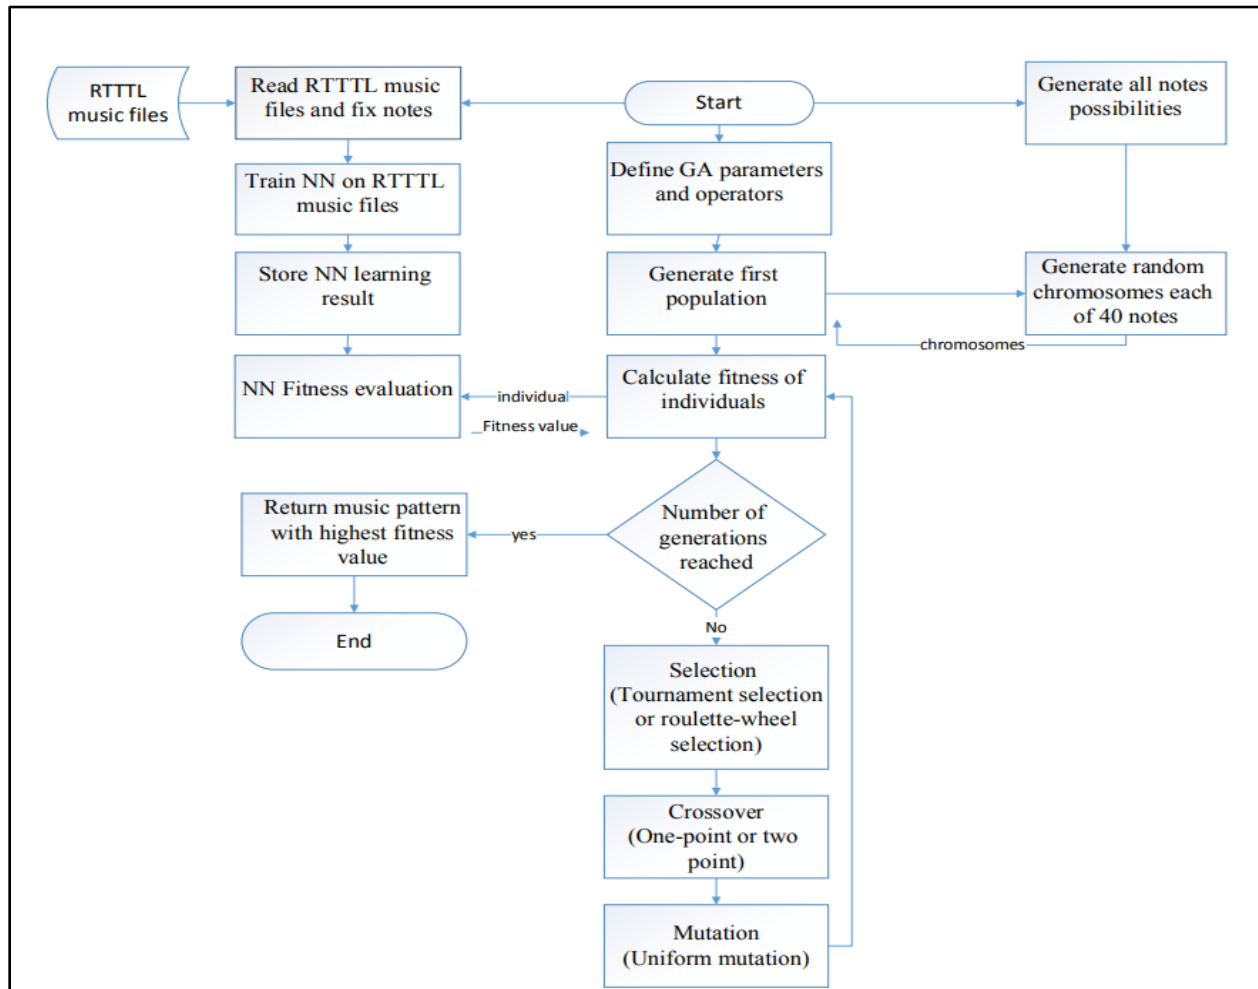 RTTTL
music files
Read RTTTL music
files and fix notes
Start
Generate all notes
possibilities
Train NN on RTTTL
music files
Define GA parameters
and operators
Store NN learning
result
Generate first
population
Generate random
chromosomes each
of 40 notes
chromosomes
NN Fitness evaluation
individual
Fitness value
Calculate fitness of
individuals
Return music pattern
with highest fitness
value
yes
Number of
generations
reached
End
No
Selection
(Tournament selection
or roulette-wheel
selection)
Crossover
(One-point or two
point)
Mutation
(Uniform mutation)